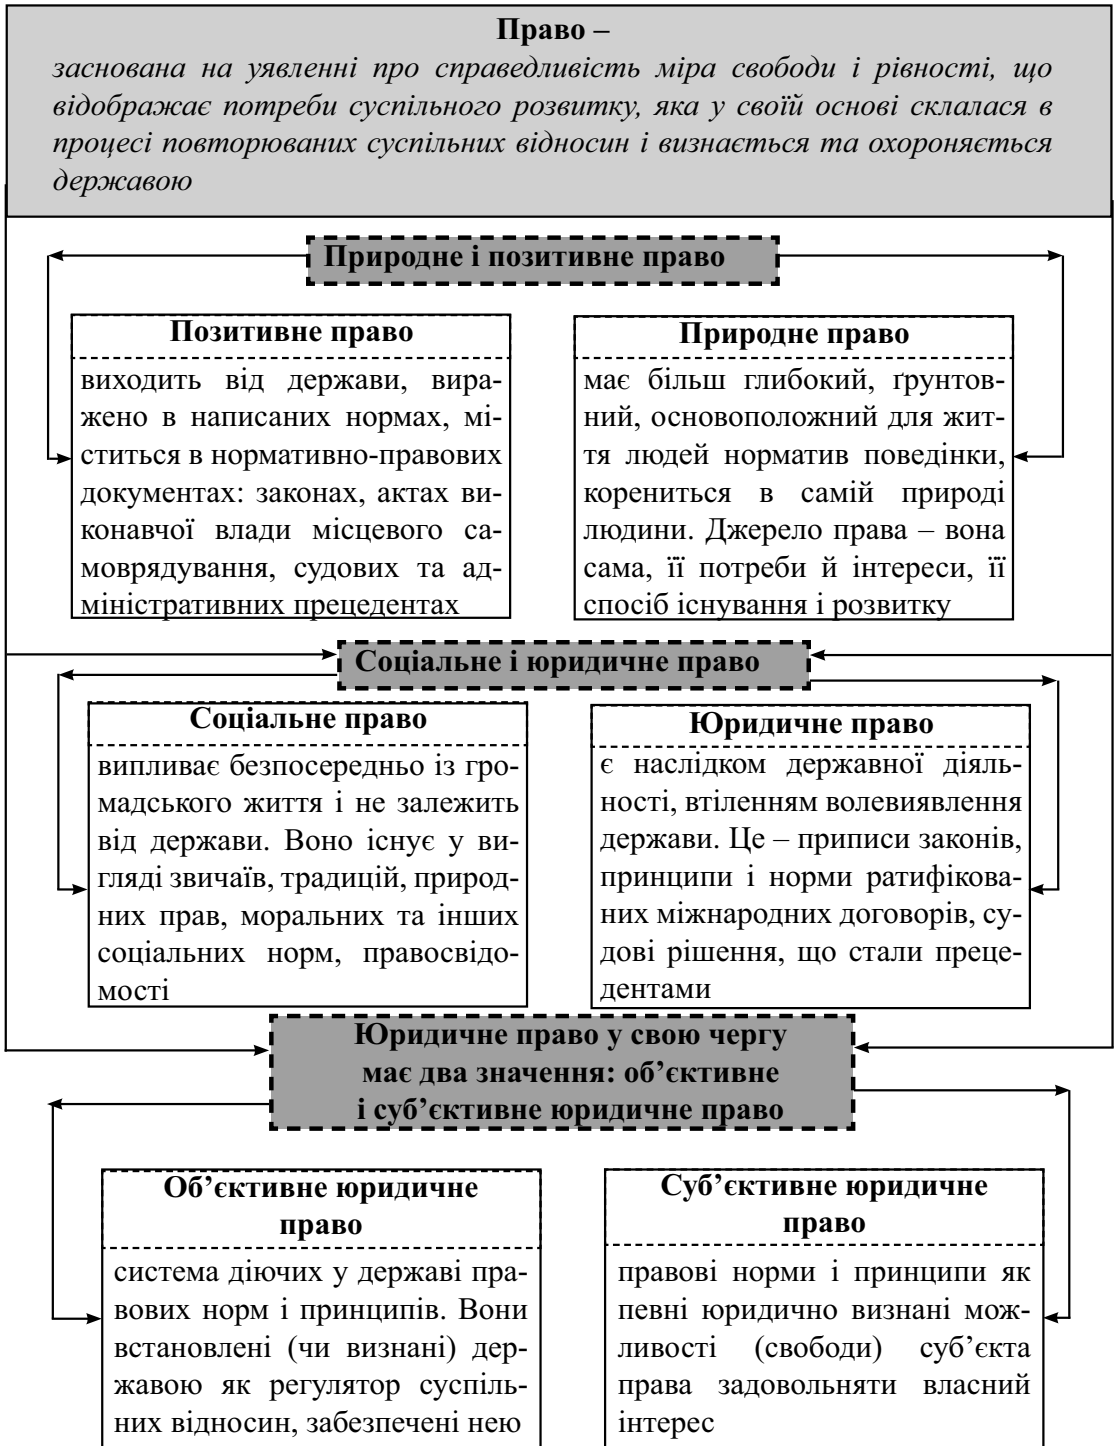 Право –
заснована на уявленні про справедливість міра свободи і рівності, що
відображає потреби суспільного розвитку, яка у своїй основі склалася в
процесі повторюваних суспільних відносин і визнається та охороняється
державою
Природне і позитивне право
Позитивне право
виходить від держави, вира-
жено в написаних нормах, мі-
ститься в нормативно-правових
документах: законах, актах ви-
конавчої влади місцевого са-
моврядування, судових та ад-
міністративних прецедентах
Природне право
має більш глибокий, ґрунтов-
ний, основоположний для жит-
тя людей норматив поведінки,
корениться в самій природі
людини. Джерело права – вона
сама, її потреби й інтереси, її
спосіб існування і розвитку
Соціальне і юридичне право
Соціальне право
випливає безпосередньо із гро-
мадського життя і не залежить
від держави. Воно існує у ви-
гляді звичаїв, традицій, природ-
них прав, моральних та інших
соціальних норм, правосвідо-
мості
Юридичне право
є наслідком державної діяль-
ності, втіленням волевиявлення
держави. Це – приписи законів,
принципи і норми ратифікова-
них міжнародних договорів, су-
дові рішення, що стали преце-
дентами
Юридичне право у свою чергу
має два значення: об’єктивне
і суб’єктивне юридичне право
Об’єктивне юридичне
право
система діючих у державі пра-
вових норм і принципів. Вони
встановлені (чи визнані) дер-
жавою як регулятор суспіль-
них відносин, забезпечені нею
Суб’єктивне юридичне
право
правові норми і принципи як
певні юридично визнані мож-
ливості (свободи) суб’єкта
права задовольняти власний
інтерес